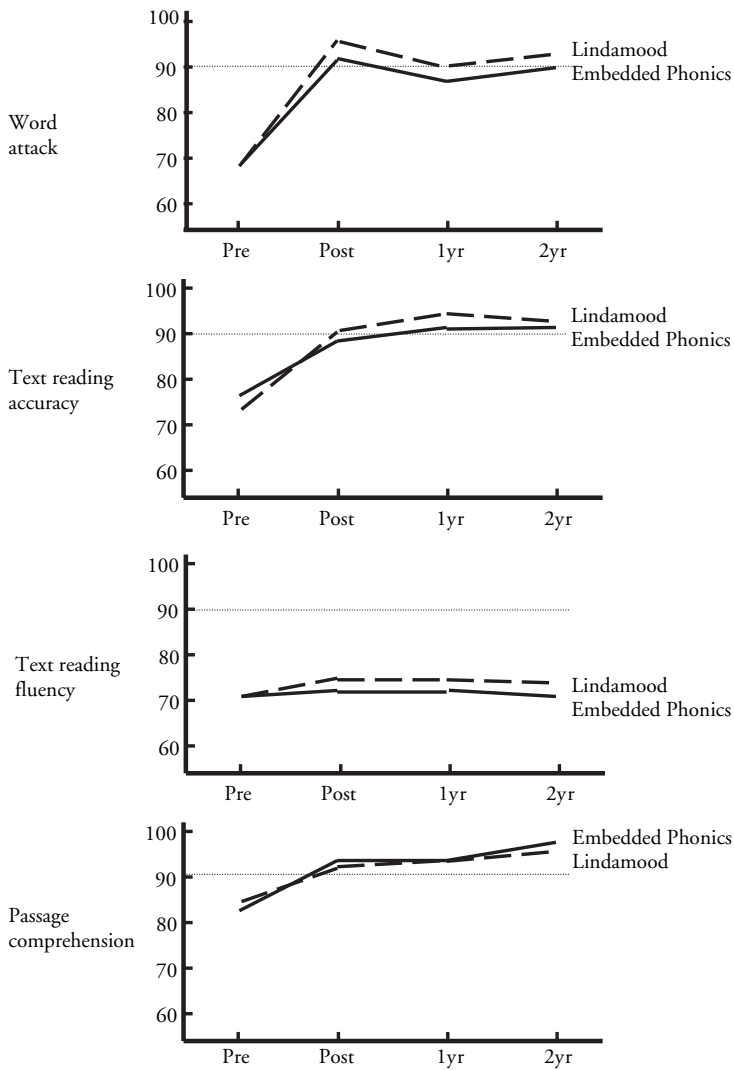 100
90
80
70
60
Word
attack
Lindamood
Embedded Phonics
Pre Post 1yr 2yr
100
90
80
70
60
Text reading
accuracy
Lindamood
Embedded Phonics
Pre Post 1yr 2yr
100
90
80
70
60
Text reading
fluency
Lindamood
Embedded Phonics
Pre Post 1yr 2yr
100
90
80
70
60
Passage
comprehension
Embedded Phonics
Lindamood
Pre Post 1yr 2yr